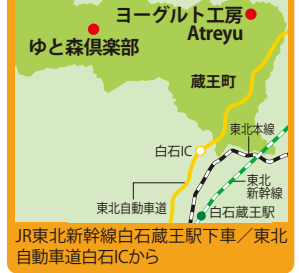 ヨーグルト工房
Atreyu
ゆと森倶楽部
蔵王町
東北本線
白石IC
東北
新幹線
東北自動車道
白石蔵王駅
JR東北新幹線白石蔵王駅下車／東北
自動車道白石ICから